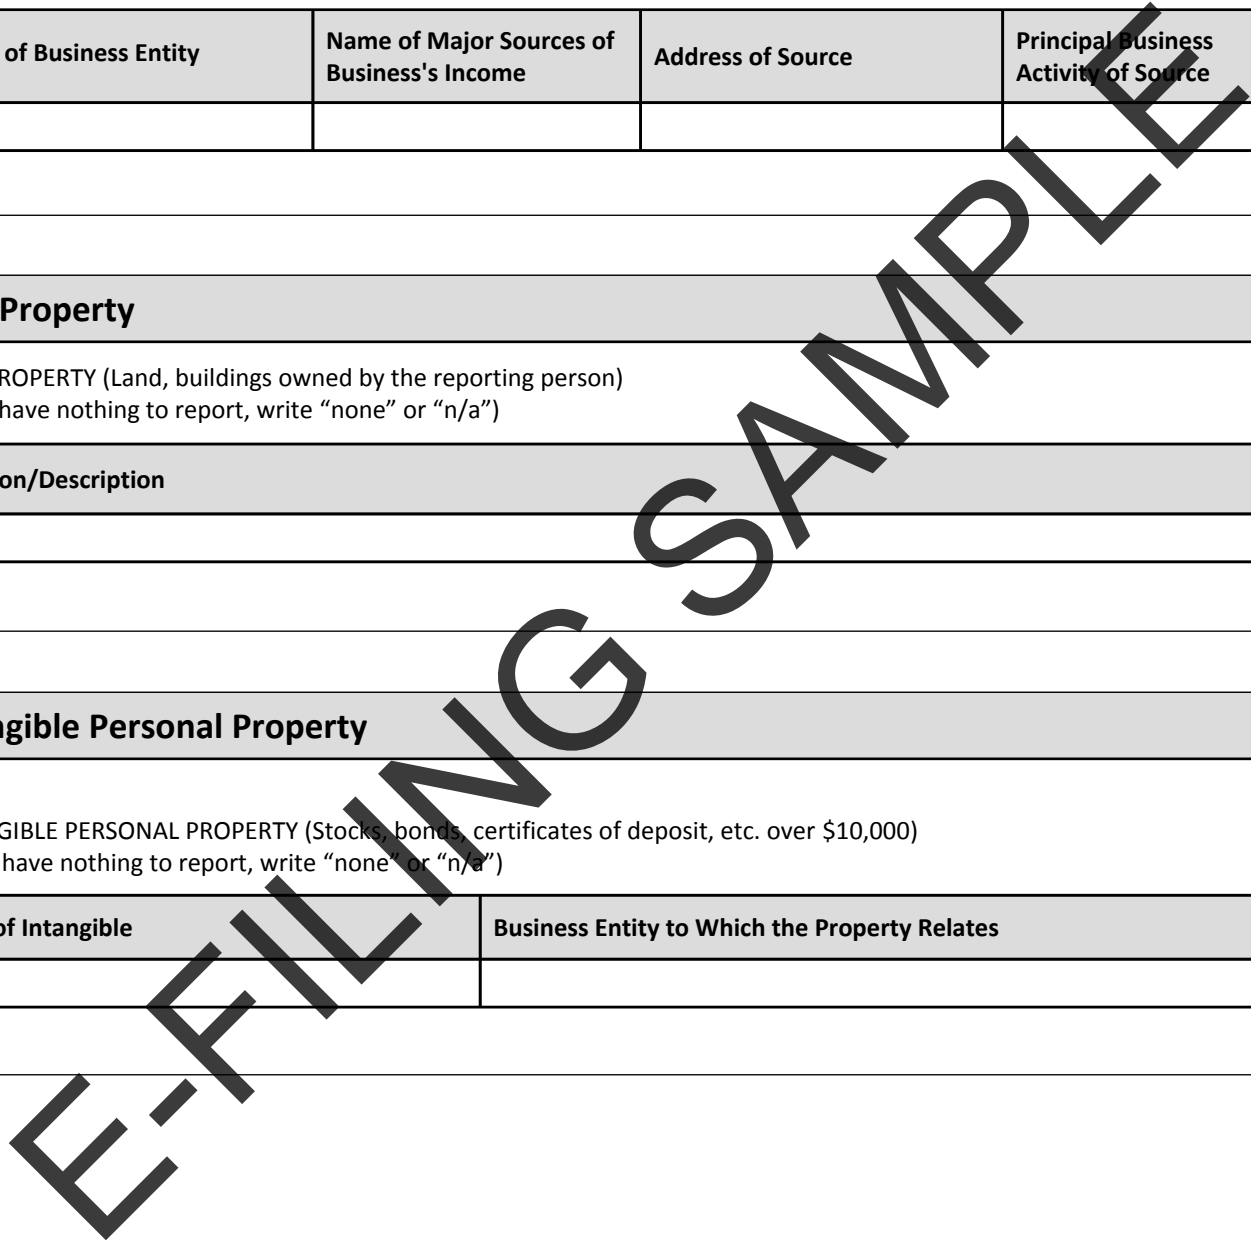 of Business Entity
Name of Major Sources of
Business's Income
Address of Source
Principal Business
Activity of Source
Property
ROPERTY (Land, buildings owned by the reporting person)
have nothing to report, write “none” or “n/a”)
on/Description
ngible Personal Property
GIBLE PERSONAL PROPERTY (Stocks, bonds, certificates of deposit, etc. over $10,000)
have nothing to report, write “none” or “n/a”)
of Intangible
Business Entity to Which the Property Relates
E-FILING SAMPLE